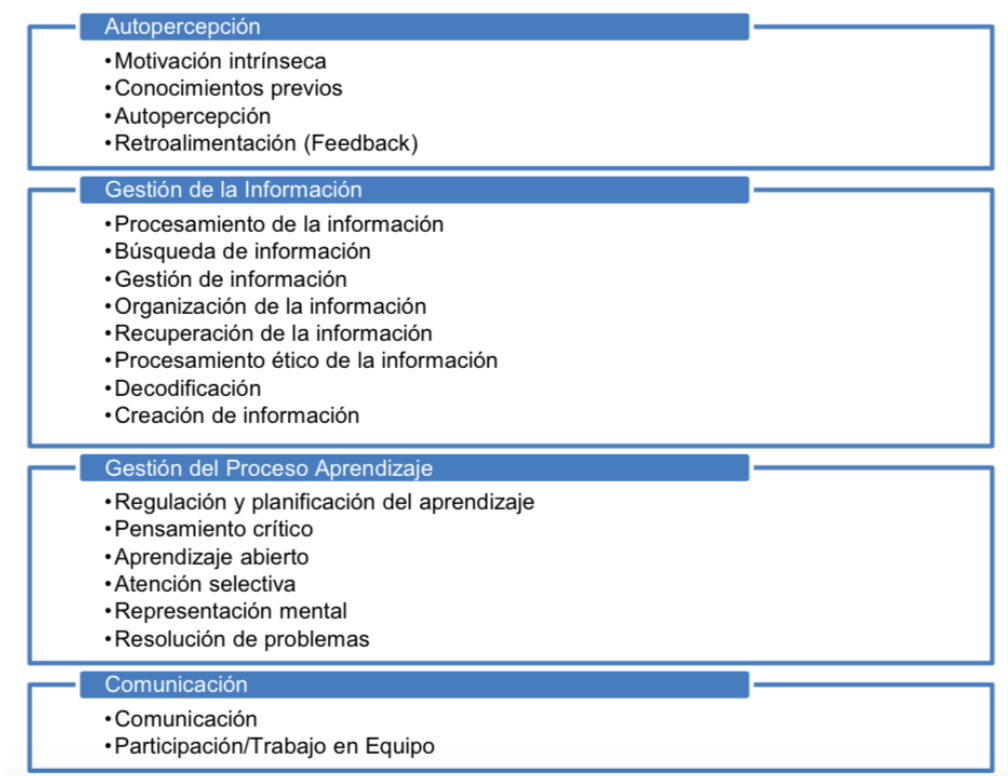 Autopercepción
•Motivación intrínseca
•Conocimientos previos
•Autopercepción
•Retroalimentación (Feedback)
Gestión de la Información
•Procesamiento de la información
•Búsqueda de información
•Gestión de información
•Organización de la información
•Recuperación de la información
•Procesamiento ético de la información
•Decodificación
•Creación de información
Gestión del Proceso Aprendizaje
•Regulación y planificación del aprendizaje
•Pensamiento crítico
•Aprendizaje abierto
•Atención selectiva
•Representación mental
•Resolución de problemas
Comunicación
•Comunicación
•Participación/Trabajo en Equipo